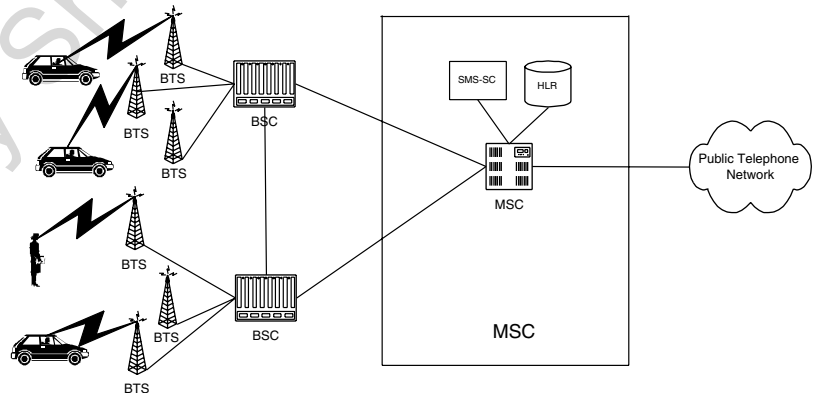 BTS
BTS
BTS
BSC
SMS-SC
HLR
MSC
Public Telephone
Network
BTS
BTS
BTS
BSC
MSC